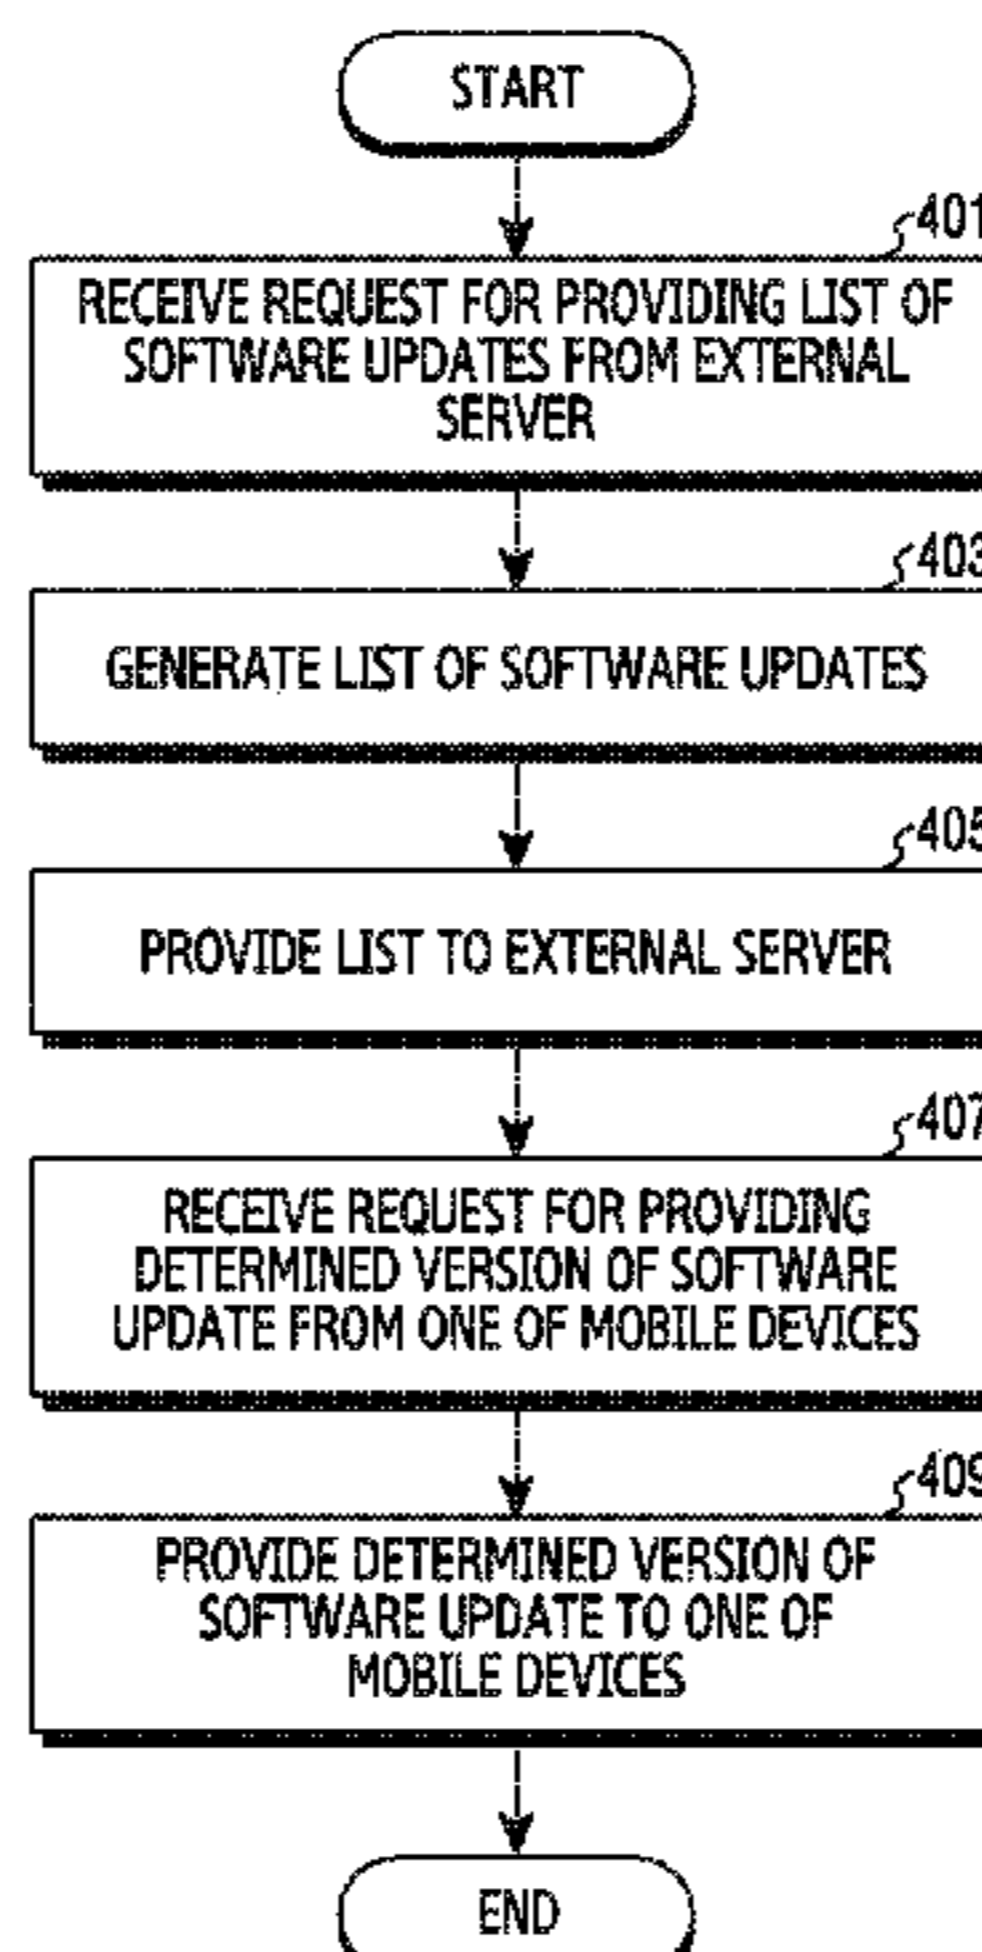 START
401
RECEIVE REQUEST FOR PROVIDING LIST OF
SOFTWARE UPDATES FROM EXTERNAL
SERVER
403
GENERATE LIST OF SOFTWARE UPDATES
405
PROVIDE LIST TO EXTERNAL SERVER
407
RECEIVE REQUEST FOR PROVIDING
DETERMINED VERSION OF SOFTWARE
UPDATE FROM ONE OF MOBILE DEVICES
409
PROVIDE DETERMINED VERSION OF
SOFTWARE UPDATE TO ONE OF
MOBILE DEVICES
END